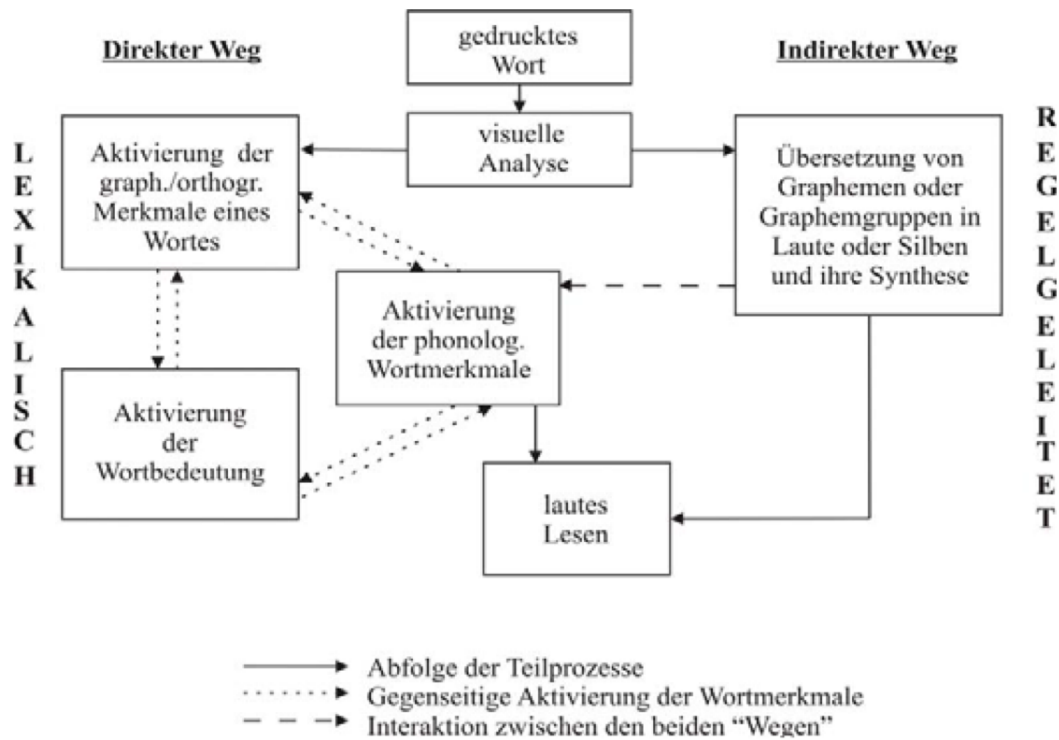 gedrucktes
Wort
Direkter Weg
Indirekter Weg
visuelle
Analyse
LEXIKALISCH
Aktivierung der
graph./orthogr.
Merkmale eines
Wortes
Übersetzung von
Graphemen oder
Graphemgruppen in
Laute oder Silben
und ihre Synthese
REGELGELEITET
Aktivierung
der phonolog.
Wortmerkmale
Aktivierung
der
Wortbedeutung
lautes
Lesen
Abfolge der Teilprozesse
Gegenseitige Aktivierung der Wortmerkmale
Interaktion zwischen den beiden “Wegen”